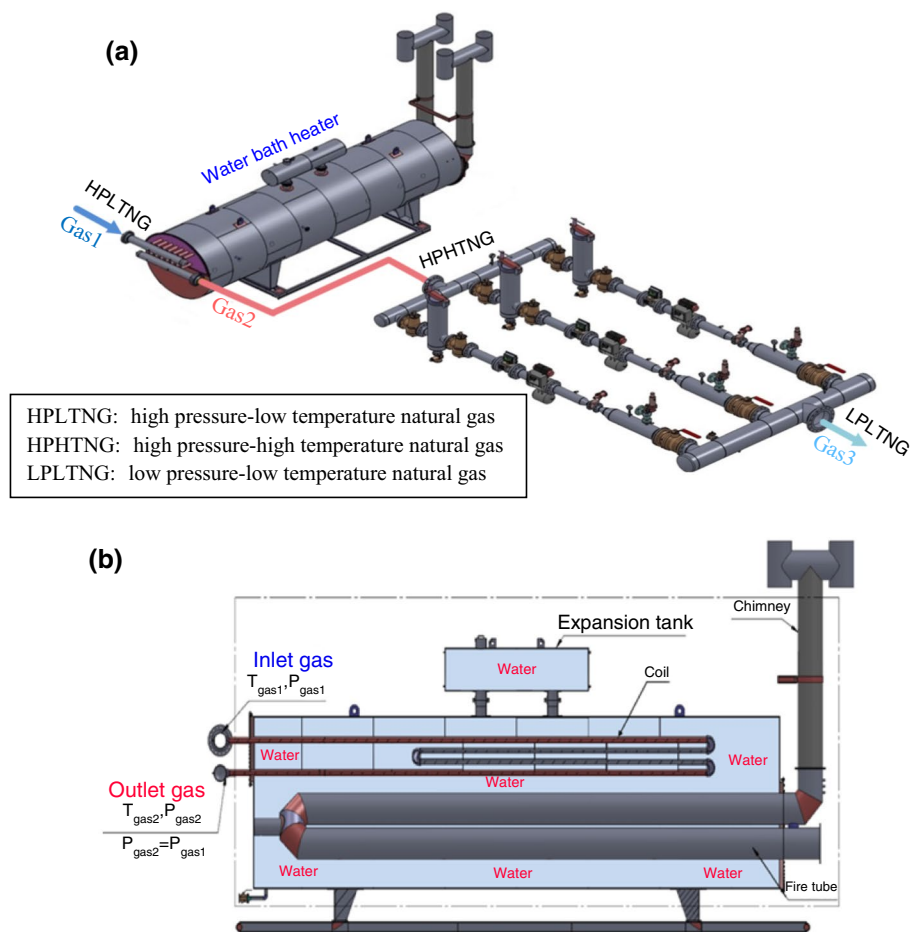 (a)
Water bath heater
HPLTNG
Gas1
HPHTNG
Gas2
LPLTNG
Gas3
HPLTNG: high pressure-low temperature natural gas
HPHTNG: high pressure-high temperature natural gas
LPLTNG: low pressure-low temperature natural gas
(b)
Chimney
Expansion tank
Inlet gas
Tgas1,Pgas1
Water
Coil
Water
Water
Water
Outlet gas
Tgas2,Pgas2
Pgas2=Pgas1
Water
Water
Water
Fire tube